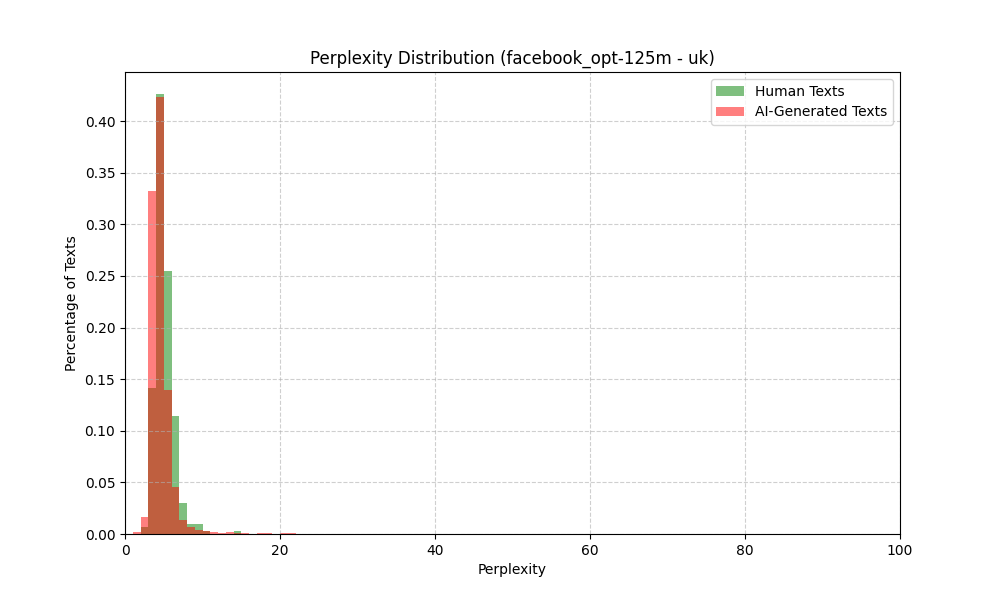 Perplexity Distribution (facebook_opt-125m - uk)
Human Texts
AI-Generated Texts
Percentage of Texts
0.40
0.35
0.30
0.25
0.20
0.15
0.10
0.05
0.00
0 20 40 60 80 100
Perplexity